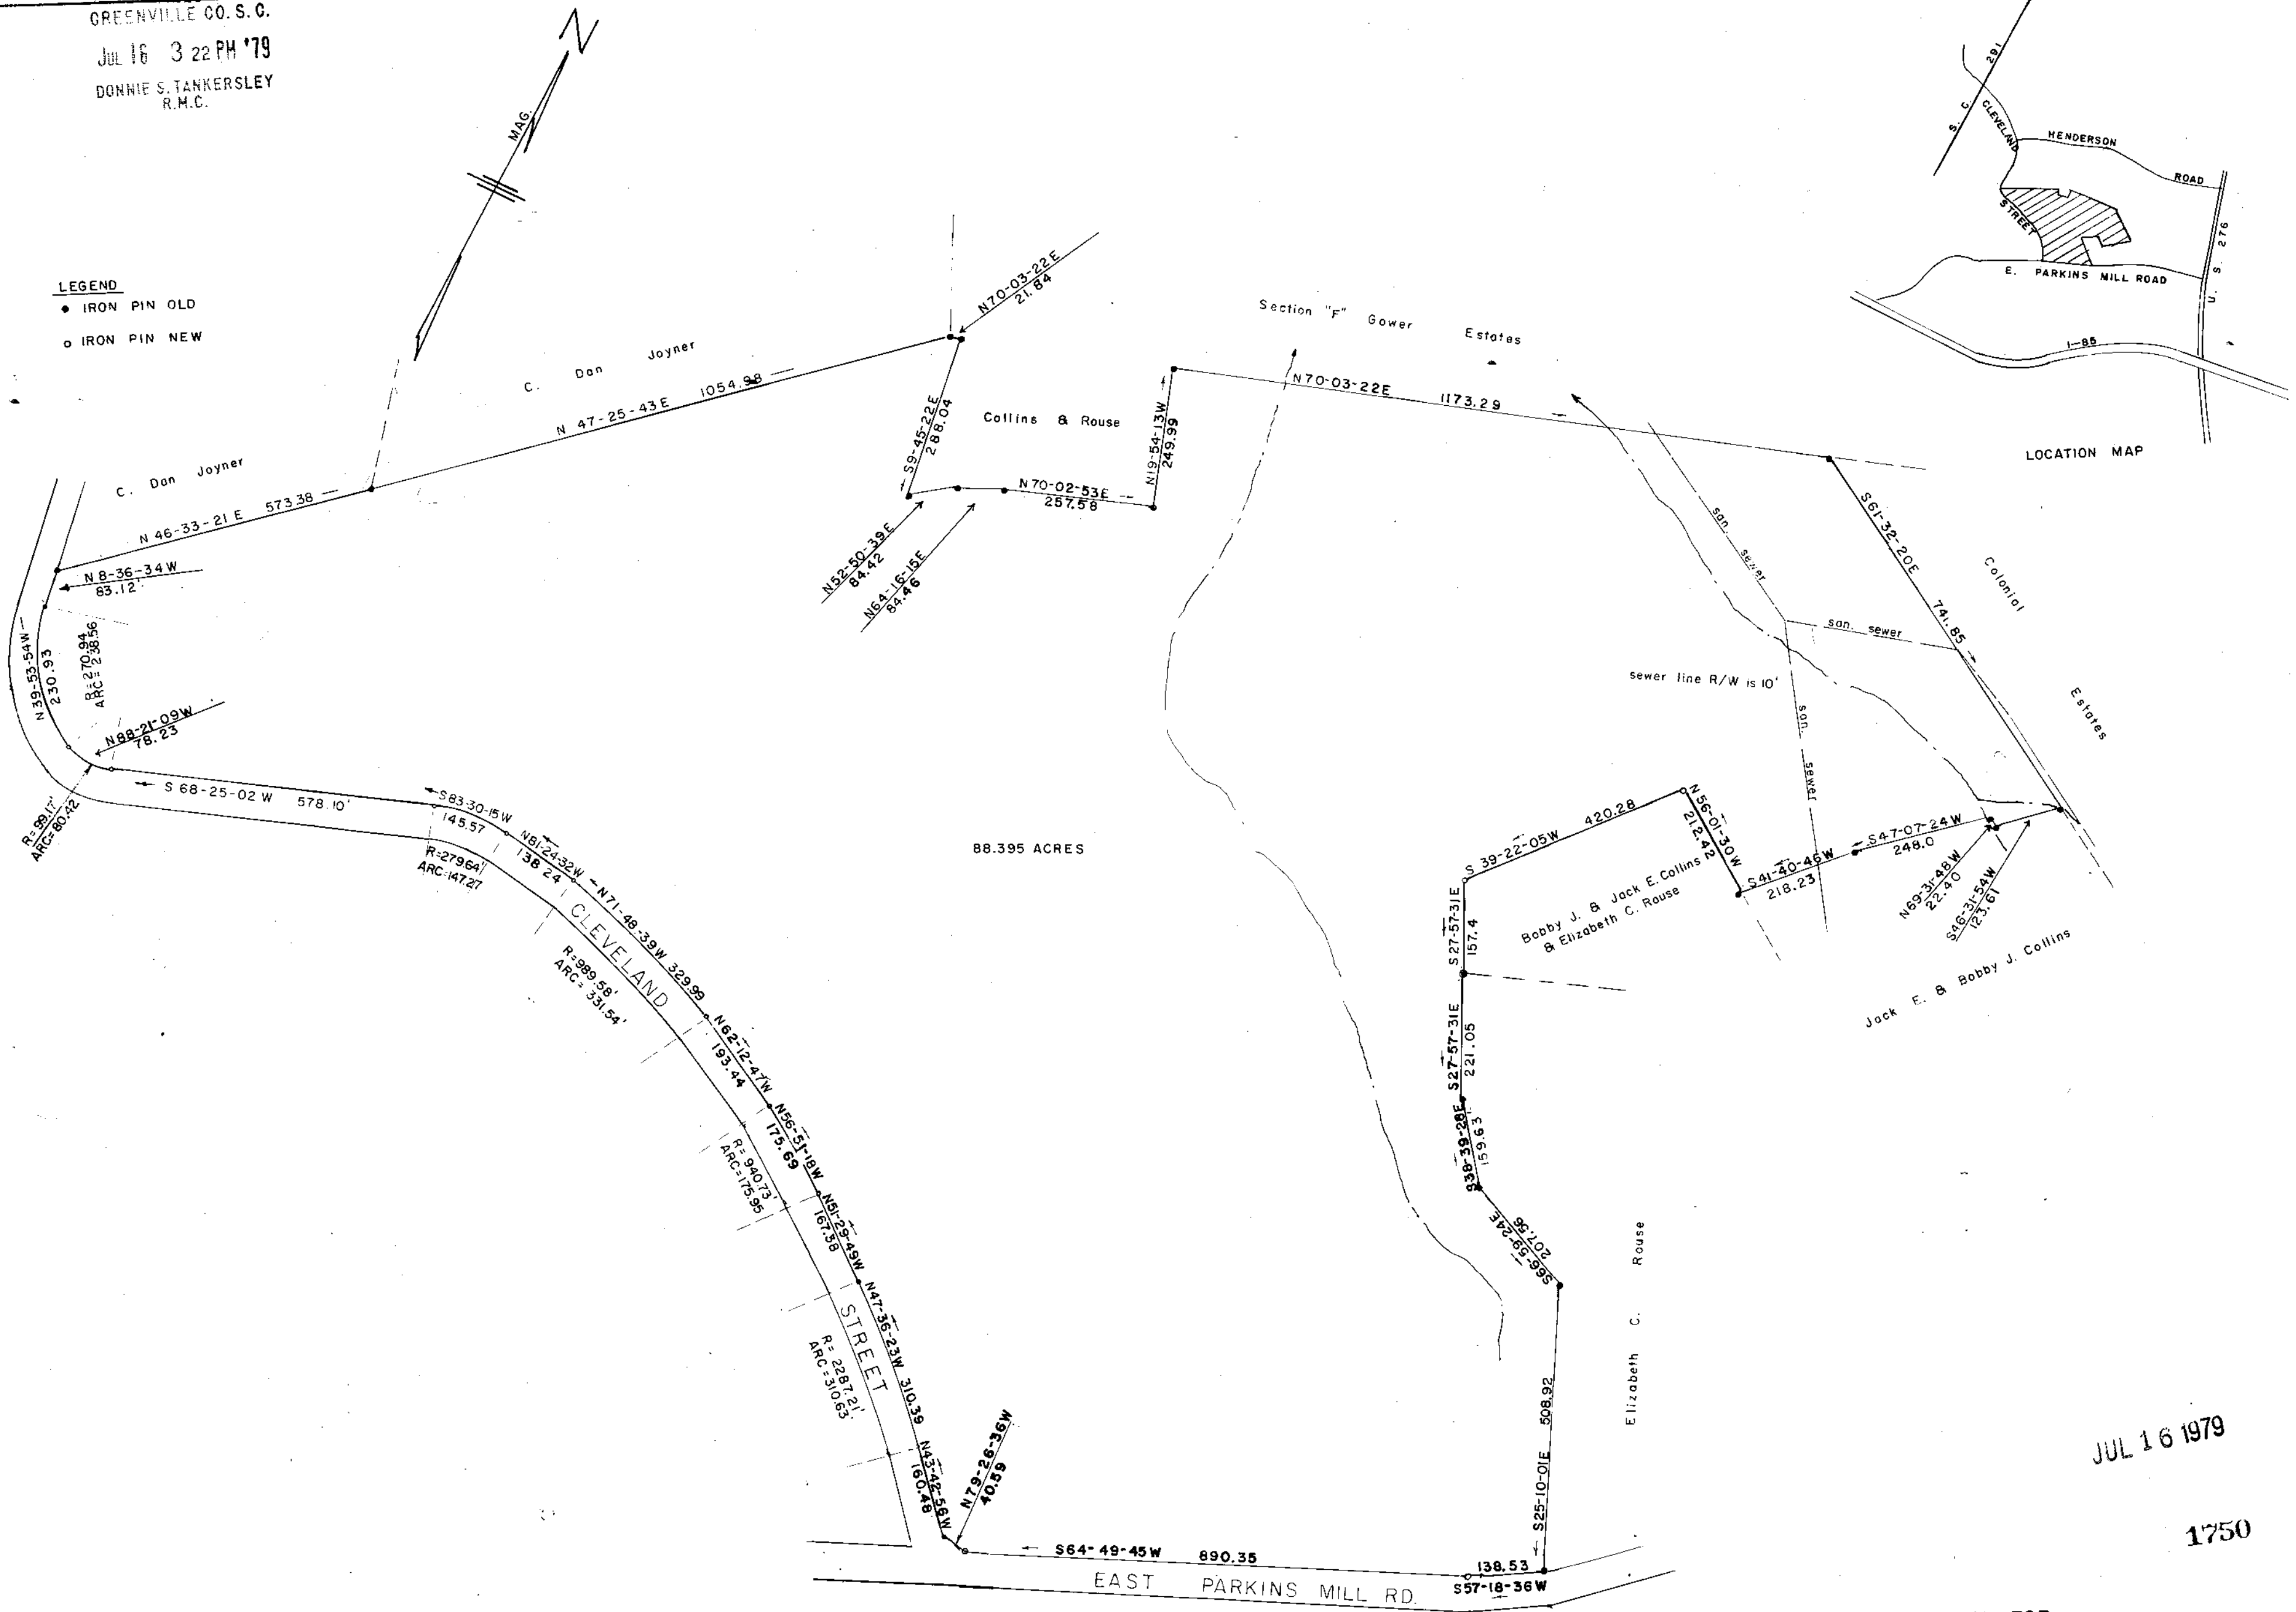 GREENVILLE CO. S. C.
JUL 16 3 22 PM '79
DONNIE S. TANKERSLEY
R.M.C.
N
MAG.
LEGEND
IRON PIN OLD
IRON PIN NEW
S. C. 291
CLEVELAND
STREET
HENDERSON
ROAD
E. PARKINS MILL ROAD
U. S. 276
I-85
LOCATION MAP
C. Dan Joyner
N 46-33-21 E 573.38
C. Dan Joyner
N 47-25-43 E 1054.98
N70-03-22E
21.84
S9-45-22E
288.04
Collins & Rouse
N52-50-39E
84.42
N64-16-15E
84.46
N70-02-53E
257.58
N19-54-13W
249.99
Section "F" Gower Estates
N70-03-22E 1173.29
S61-32-20E 741.85
Colonial
Estates
san. sewer
san. sewer
san. sewer
sewer line R/W is 10'
N8-36-34W
83.12'
N39-53-54W
230.93
R=270.94
ARC=238.56
N88-21-09W
78.23
R=99.17'
ARC=80.42
S 68-25-02 W 578.10'
S83-30-15W
145.57
R=279.64'
ARC=147.27
N81-24-32W
138.24
N71-48-39W 329.99
R=989.58'
ARC= 331.54'
CLEVELAND
STREET
N62-12-47W
193.44
N56-51-18W
175.69
R= 940.73'
ARC=175.95
N51-29-49W
167.38
N47-36-23W 310.39
R= 2287.21'
ARC=310.63'
N43-42-56W
160.48
N79-26-36W
40.59
88.395 ACRES
S 39-22-05W 420.28
N 56-01-30W
212.42
S41-40-46W
218.23
S47-07-24W
248.0
N69-31-48W
22.40
S46-31-54W
123.61
Bobby J. & Jack E. Collins
& Elizabeth C. Rouse
Jack E. & Bobby J. Collins
S27-57-31E
157.4
S27-57-31E
221.05
S38-39-28E
159.63'
S66-59-24E
207.56
Elizabeth C. Rouse
S25-10-01E 508.92
S64-49-45W 890.35
138.53
S57-18-36W
EAST PARKINS MILL RD.
JUL 16 1979
1750